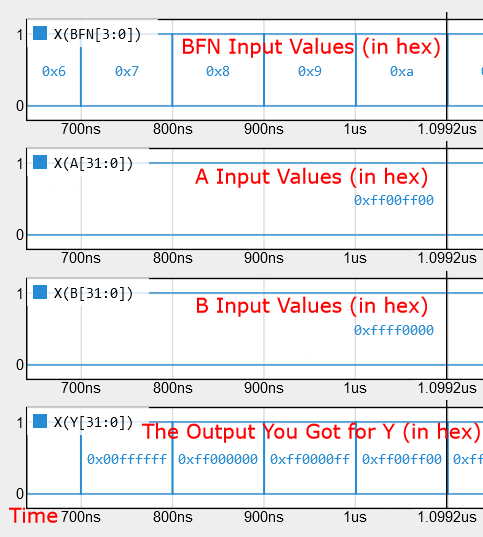 1
X(BFN[3:0])
BFN Input Values (in hex)
0x6 0x7 0x8 0x9 0xa
0
700ns 800ns 900ns 1us 1.0992us
1
X(A[31:0])
A Input Values (in hex)
0xff00ff00
0
700ns 800ns 900ns 1us 1.0992us
1
X(B[31:0])
B Input Values (in hex)
0xffff0000
0
700ns 800ns 900ns 1us 1.0992us
1
X(Y[31:0])
The Output You Got for Y (in hex)
0x00ffffff 0xff000000 0xff0000ff 0xff00ff00 0xff
0
Time 700ns 800ns 900ns 1us 1.0992us